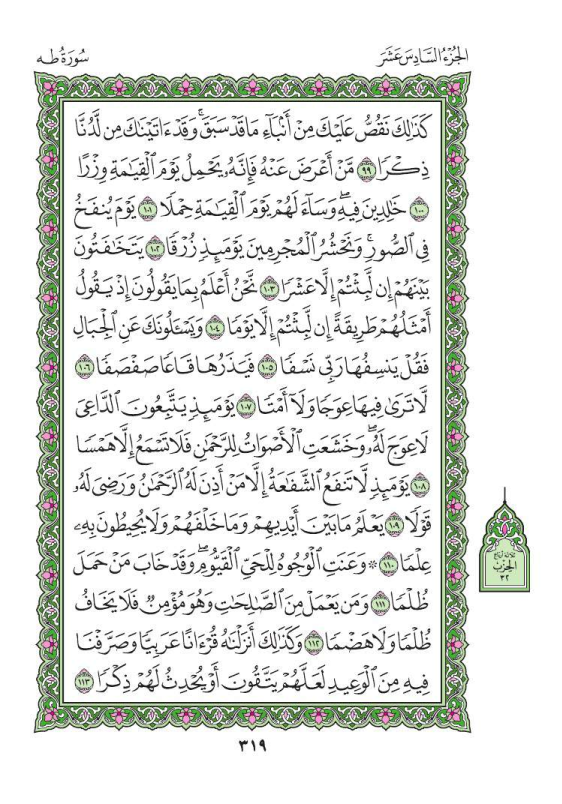 الجُزْءُ السَّادِسَ عَشَرَ
سُورَةُ طه
كَذَٰلِكَ نَقُصُّ عَلَيْكَ مِنْ أَنۢبَآءِ مَا قَدْ سَبَقَ ۚ وَقَدْ ءَاتَيْنَٰكَ مِن لَّدُنَّا
ذِكْرًا ٩٩ مَّنْ أَعْرَضَ عَنْهُ فَإِنَّهُۥ يَحْمِلُ يَوْمَ ٱلْقِيَٰمَةِ وِزْرًا
١٠٠ خَٰلِدِينَ فِيهِ ۖ وَسَآءَ لَهُمْ يَوْمَ ٱلْقِيَٰمَةِ حِمْلًا ١٠١ يَوْمَ يُنفَخُ
فِى ٱلصُّورِ ۚ وَنَحْشُرُ ٱلْمُجْرِمِينَ يَوْمَئِذٍ زُرْقًا ١٠٢ يَتَخَٰفَتُونَ
بَيْنَهُمْ إِن لَّبِثْتُمْ إِلَّا عَشْرًا ١٠٣ نَّحْنُ أَعْلَمُ بِمَا يَقُولُونَ إِذْ يَقُولُ
أَمْثَلُهُمْ طَرِيقَةً إِن لَّبِثْتُمْ إِلَّا يَوْمًا ١٠٤ وَيَسْـَٔلُونَكَ عَنِ ٱلْجِبَالِ
فَقُلْ يَنسِفُهَا رَبِّى نَسْفًا ١٠٥ فَيَذَرُهَا قَاعًا صَفْصَفًا ١٠٦
لَّا تَرَىٰ فِيهَا عِوَجًا وَلَآ أَمْتًا ١٠٧ يَوْمَئِذٍ يَتَّبِعُونَ ٱلدَّاعِىَ
لَا عِوَجَ لَهُۥ ۖ وَخَشَعَتِ ٱلْأَصْوَاتُ لِلرَّحْمَٰنِ فَلَا تَسْمَعُ إِلَّا هَمْسًا
١٠٨ يَوْمَئِذٍ لَّا تَنفَعُ ٱلشَّفَٰعَةُ إِلَّا مَنْ أَذِنَ لَهُ ٱلرَّحْمَٰنُ وَرَضِىَ لَهُۥ
قَوْلًا ١٠٩ يَعْلَمُ مَا بَيْنَ أَيْدِيهِمْ وَمَا خَلْفَهُمْ وَلَا يُحِيطُونَ بِهِۦ
عِلْمًا ١١٠ ۞ وَعَنَتِ ٱلْوُجُوهُ لِلْحَىِّ ٱلْقَيُّومِ ۖ وَقَدْ خَابَ مَنْ حَمَلَ
ظُلْمًا ١١١ وَمَن يَعْمَلْ مِنَ ٱلصَّٰلِحَٰتِ وَهُوَ مُؤْمِنٌ فَلَا يَخَافُ
ظُلْمًا وَلَا هَضْمًا ١١٢ وَكَذَٰلِكَ أَنزَلْنَٰهُ قُرْءَانًا عَرَبِيًّا وَصَرَّفْنَا
فِيهِ مِنَ ٱلْوَعِيدِ لَعَلَّهُمْ يَتَّقُونَ أَوْ يُحْدِثُ لَهُمْ ذِكْرًا ١١٣
ثلاثة أرباع
الحزب
٣٢
٣١٩